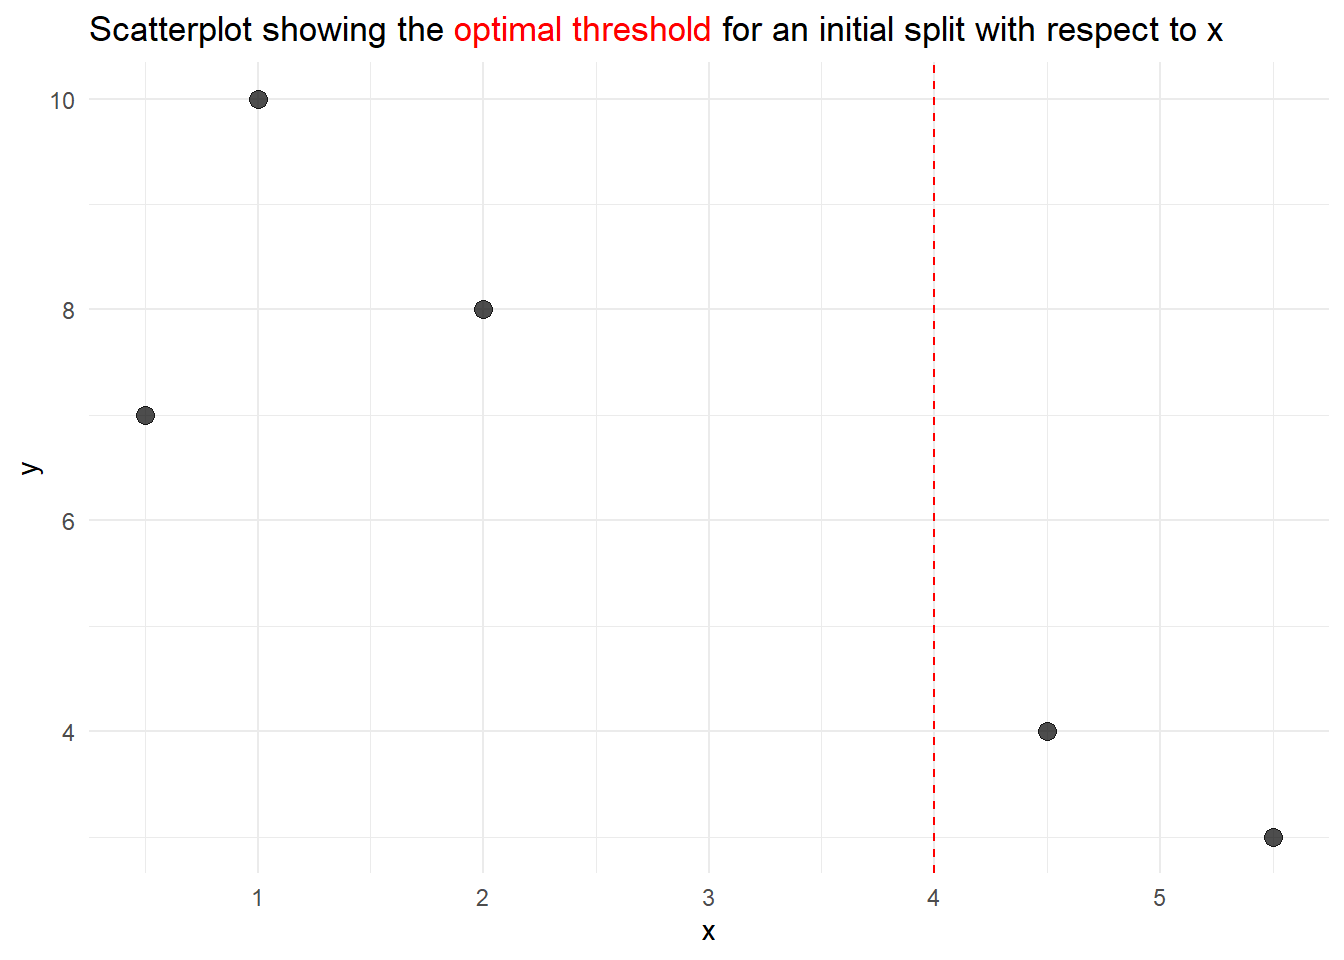 Scatterplot showing the optimal threshold for an initial split with respect to x
10
8
6
4
y
1 2 3 4 5
x